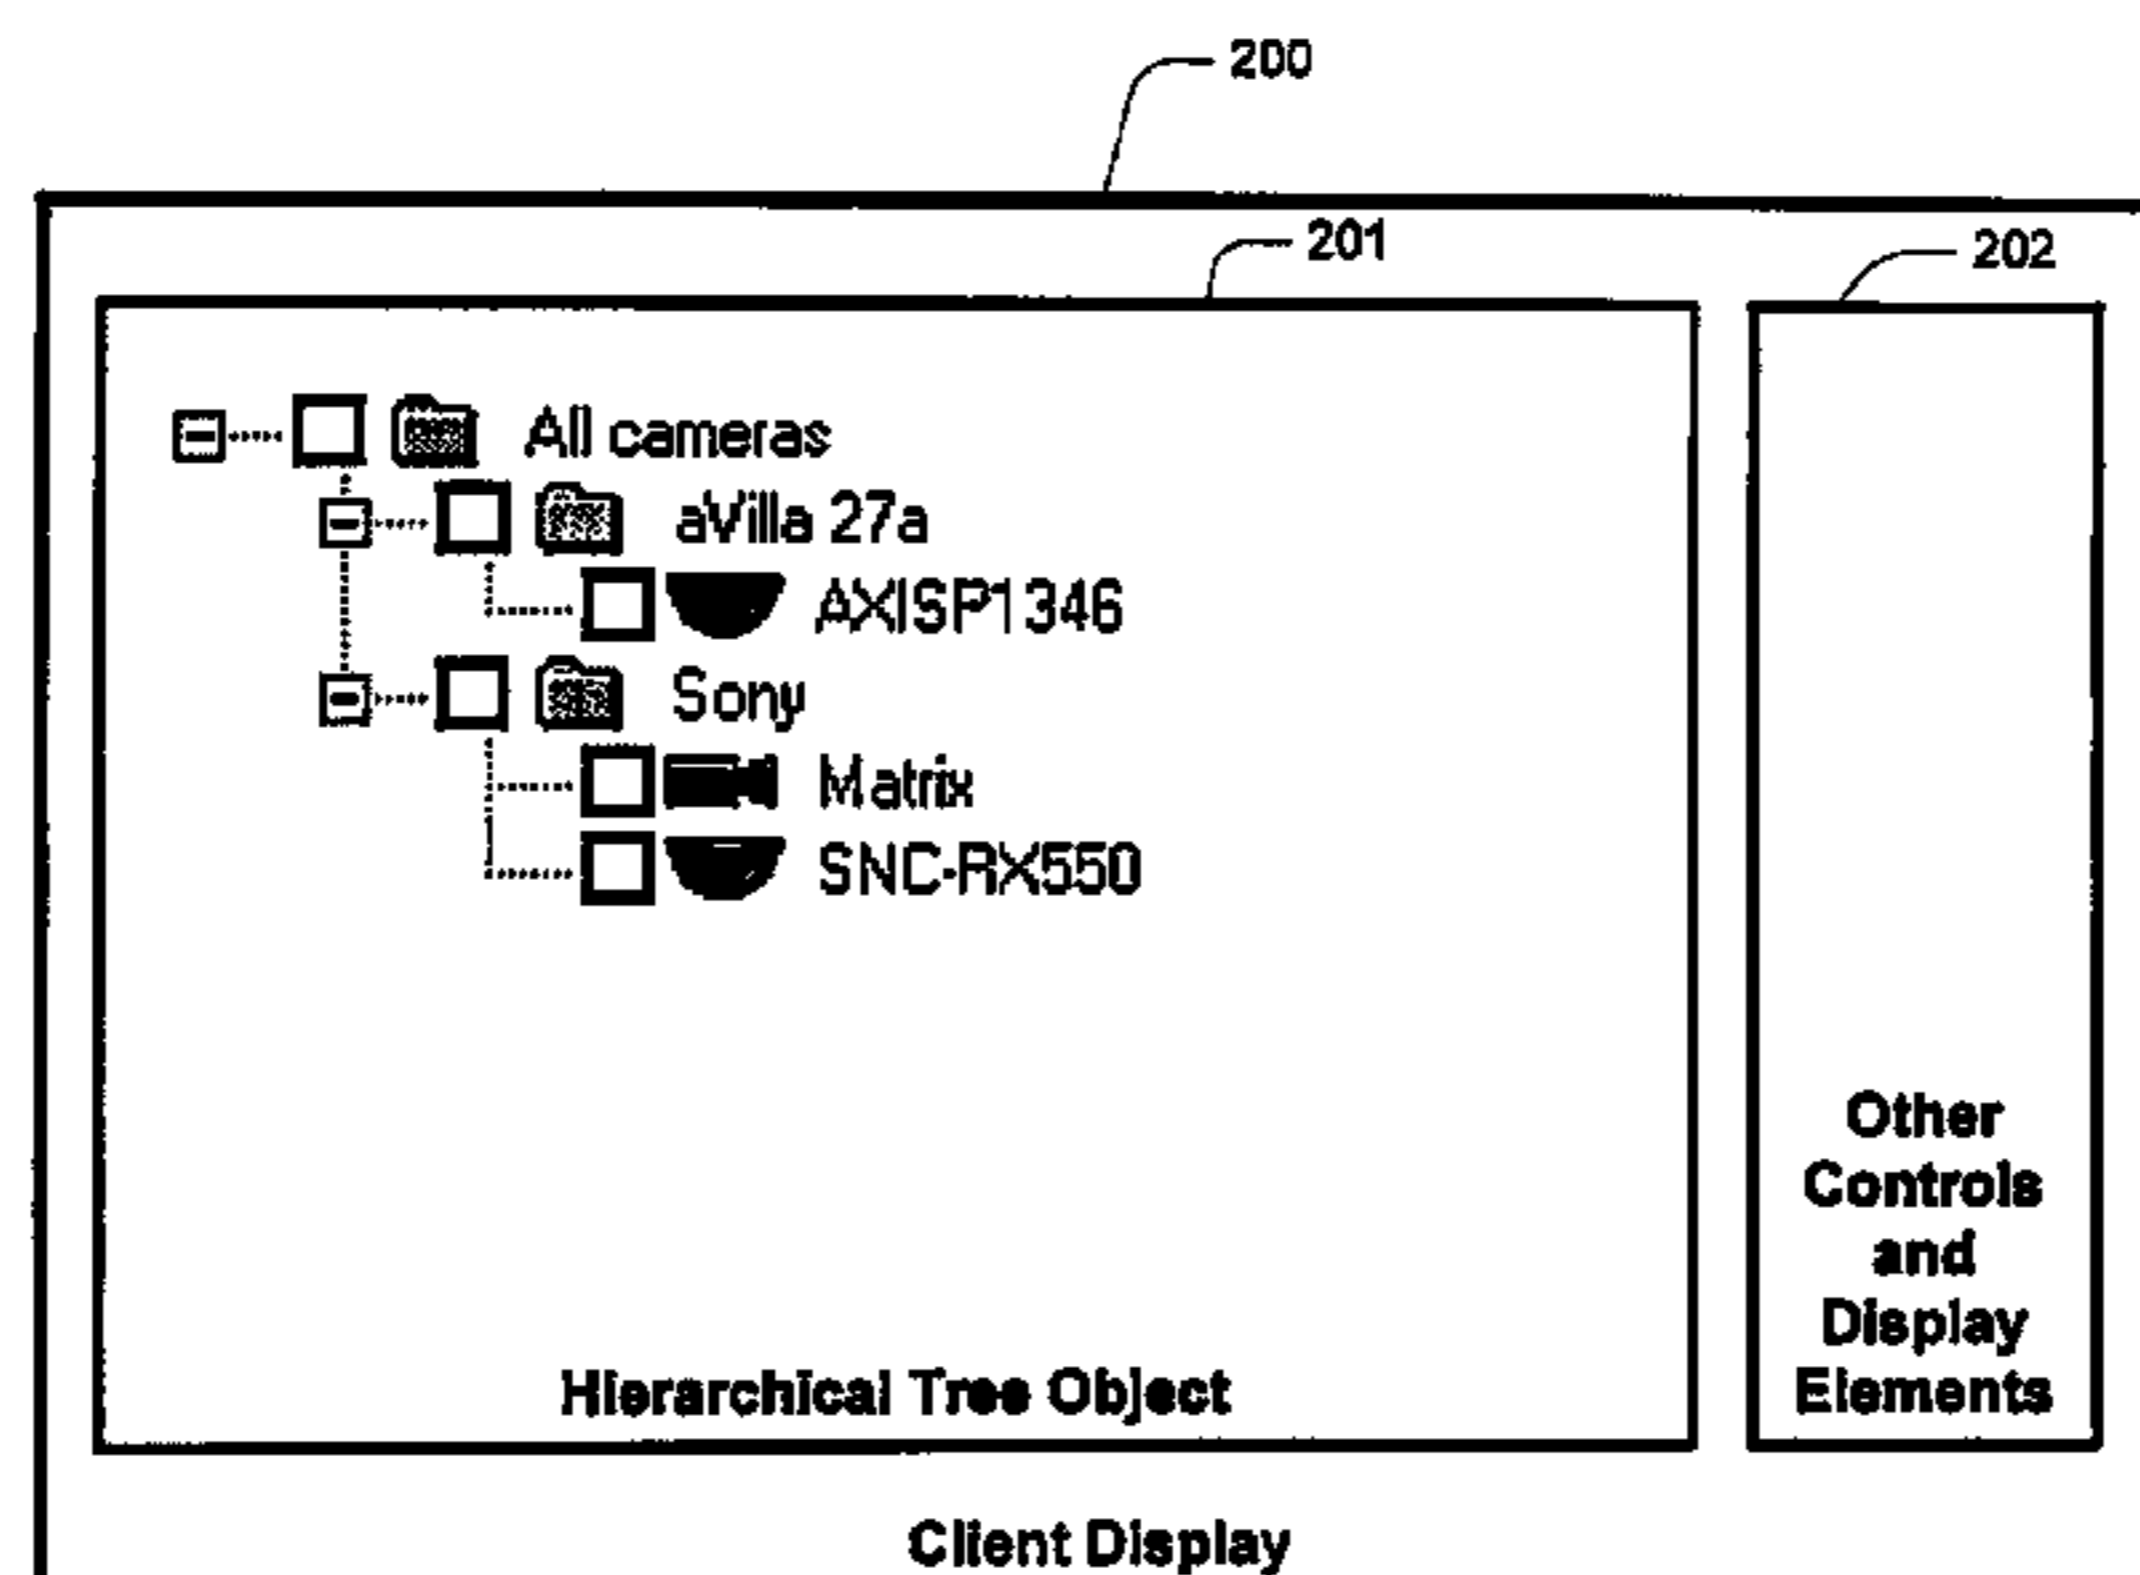 200
201
202
All cameras
aVilla 27a
AXISP1346
Sony
Matrix
SNC-RX550
Other
Controls
and
Display
Elements
Hierarchical Tree Object
Client Display